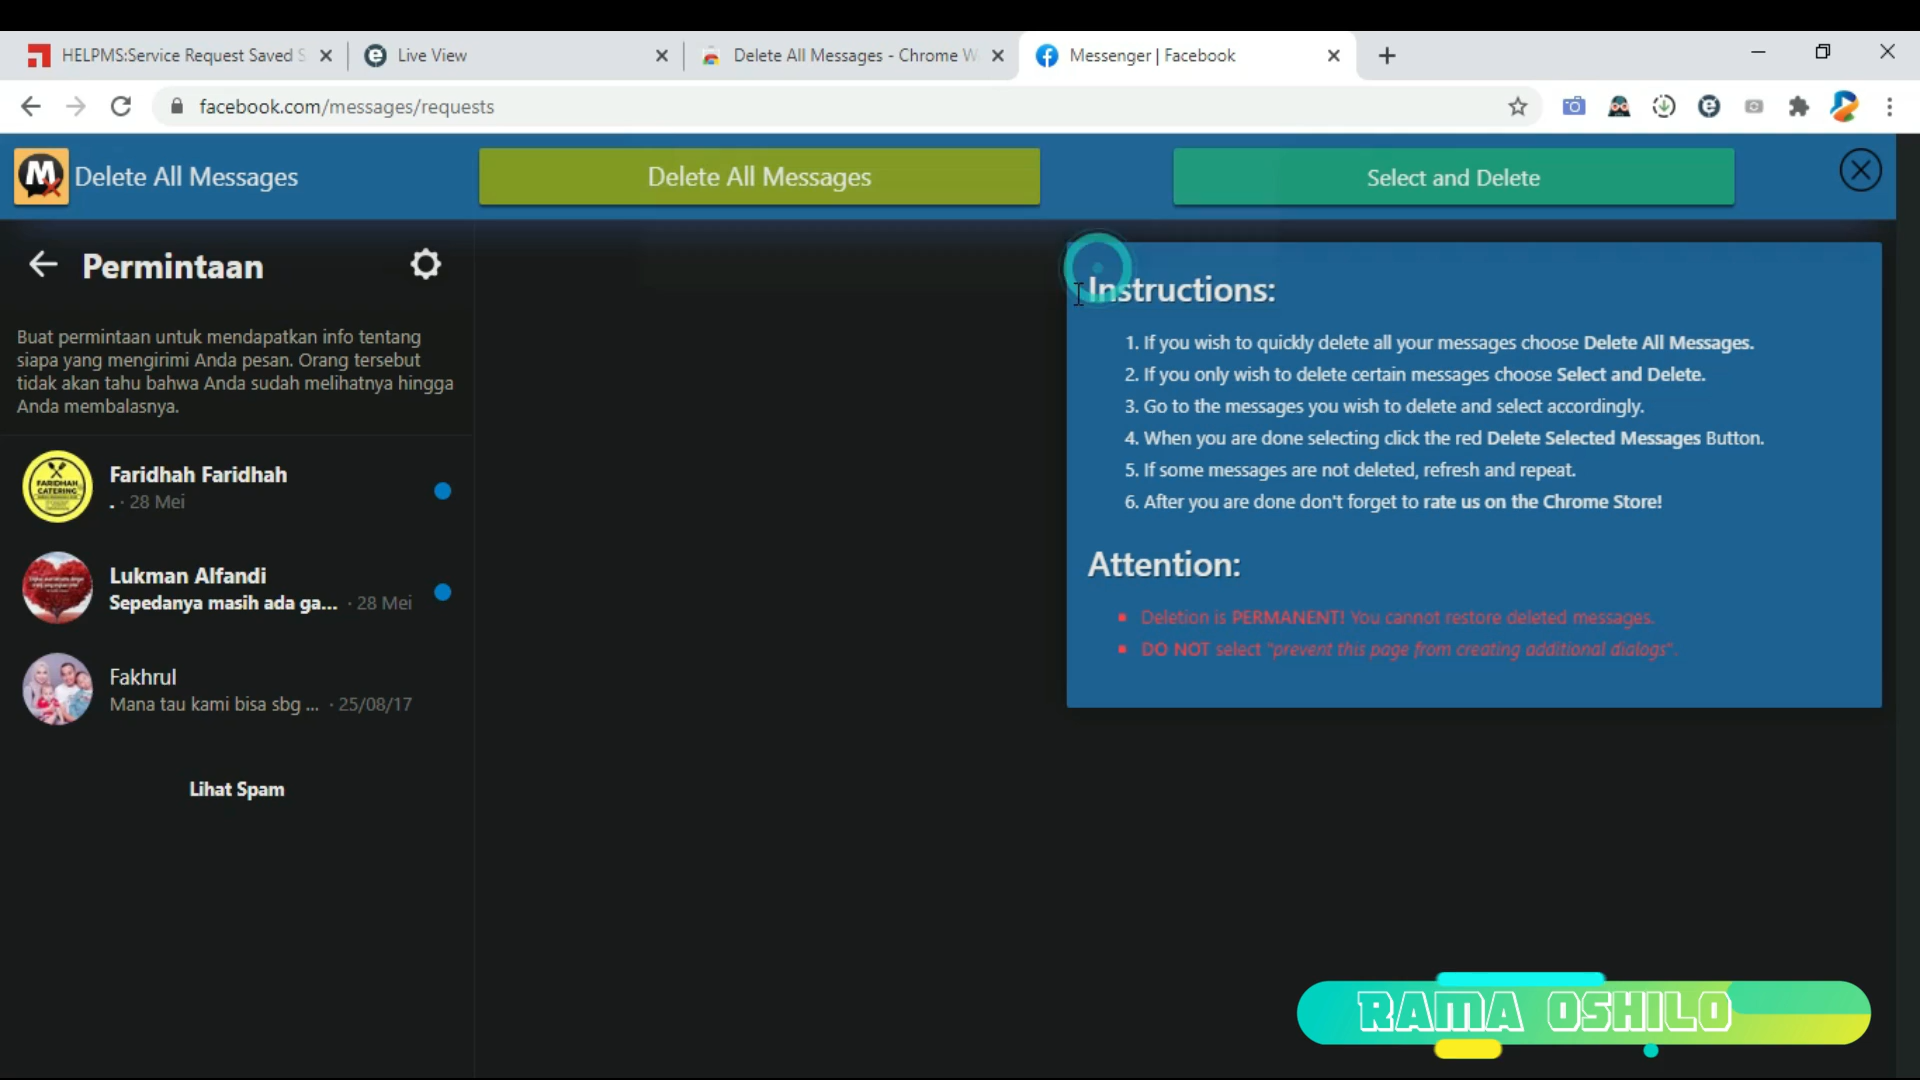 HELPMS:Service Request Saved S
Live View
Delete All Messages - Chrome W
Messenger | Facebook
facebook.com/messages/requests
Delete All Messages
Delete All Messages
Select and Delete
Permintaan
Buat permintaan untuk mendapatkan info tentang
siapa yang mengirimi Anda pesan. Orang tersebut
tidak akan tahu bahwa Anda sudah melihatnya hingga
Anda membalasnya.
FARIDHAH
CATERING
Faridhah Faridhah
. · 28 Mei
Lukman Alfandi
Sepedanya masih ada ga... · 28 Mei
Fakhrul
Mana tau kami bisa sbg ... · 25/08/17
Lihat Spam
Instructions:
1. If you wish to quickly delete all your messages choose Delete All Messages.
2. If you only wish to delete certain messages choose Select and Delete.
3. Go to the messages you wish to delete and select accordingly.
4. When you are done selecting click the red Delete Selected Messages Button.
5. If some messages are not deleted, refresh and repeat.
6. After you are done don't forget to rate us on the Chrome Store!
Attention:
Deletion is PERMANENT! You cannot restore deleted messages.
DO NOT select "prevent this page from creating additional dialogs".
RAMA OSHILO